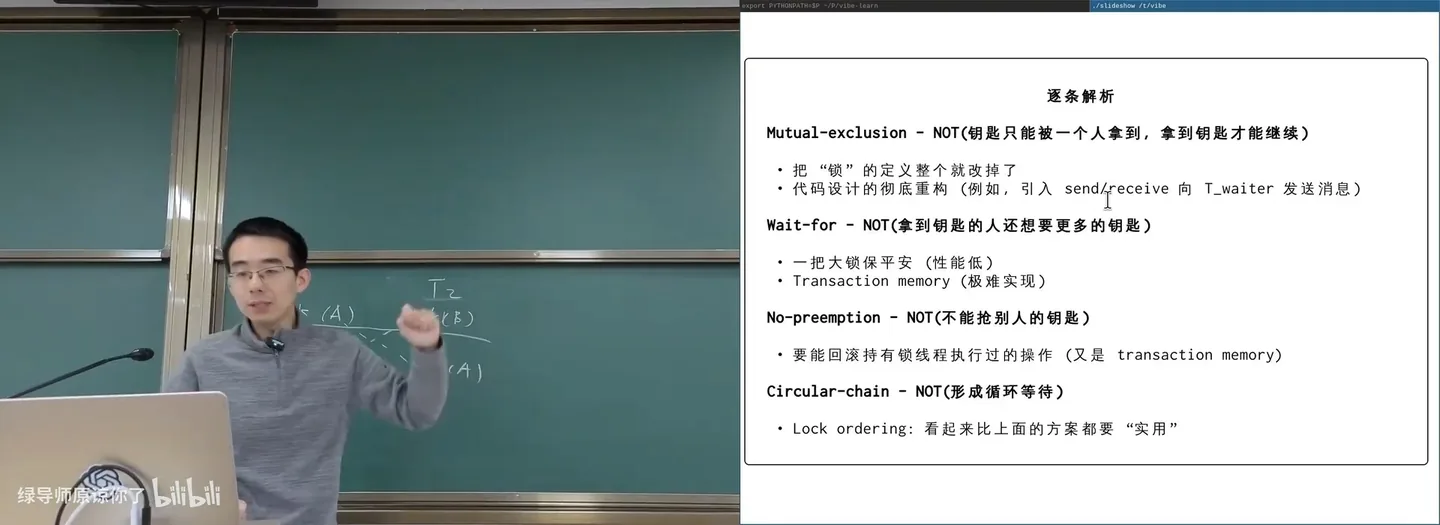 export PYTHONPATH=$P ~/P/vibe-learn
./slideshow /t/vibe
逐条解析
Mutual-exclusion - NOT(钥匙只能被一个人拿到, 拿到钥匙才能继续)
• 把 “锁”的定义整个就改掉了
• 代码设计的彻底重构 (例如, 引入 send/receive 向 T_waiter 发送消息)
Wait-for - NOT(拿到钥匙的人还想要更多的钥匙)
• 一把大锁保平安 (性能低)
• Transaction memory (极难实现)
No-preemption - NOT(不能抢别人的钥匙)
• 要能回滚持有锁线程执行过的操作 (又是 transaction memory)
Circular-chain - NOT(形成循环等待)
• Lock ordering: 看起来比上面的方案都要 “实用”
T2
(A)
(B)
(A)
绿导师原谅你了 bilibili